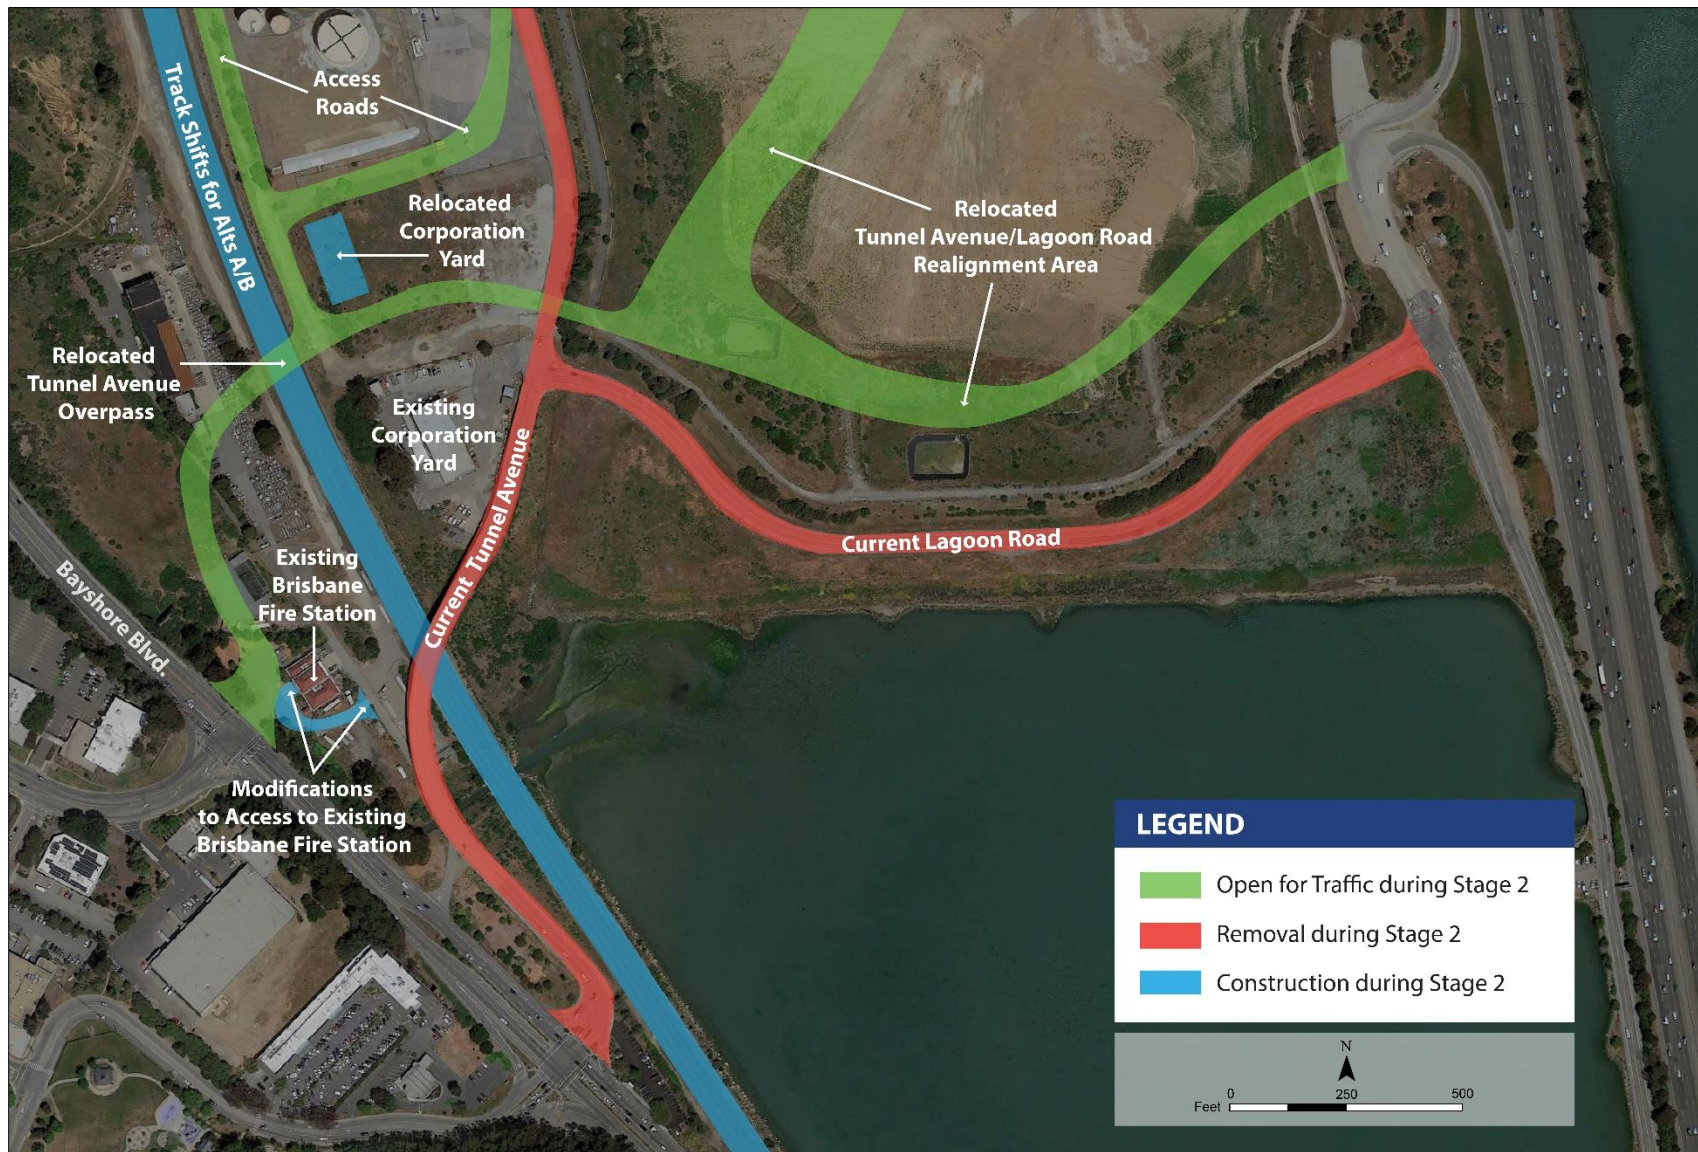 Track Shifts for Alts A/B
Access
Roads
Relocated
Corporation
Yard
Relocated
Tunnel Avenue/Lagoon Road
Realignment Area
Relocated
Tunnel Avenue
Overpass
Existing
Corporation
Yard
Current Tunnel Avenue
Current Lagoon Road
Existing
Brisbane
Fire Station
Bayshore Blvd.
Modifications
to Access to Existing
Brisbane Fire Station
LEGEND
Open for Traffic during Stage 2
Removal during Stage 2
Construction during Stage 2
N
0 250 500
Feet